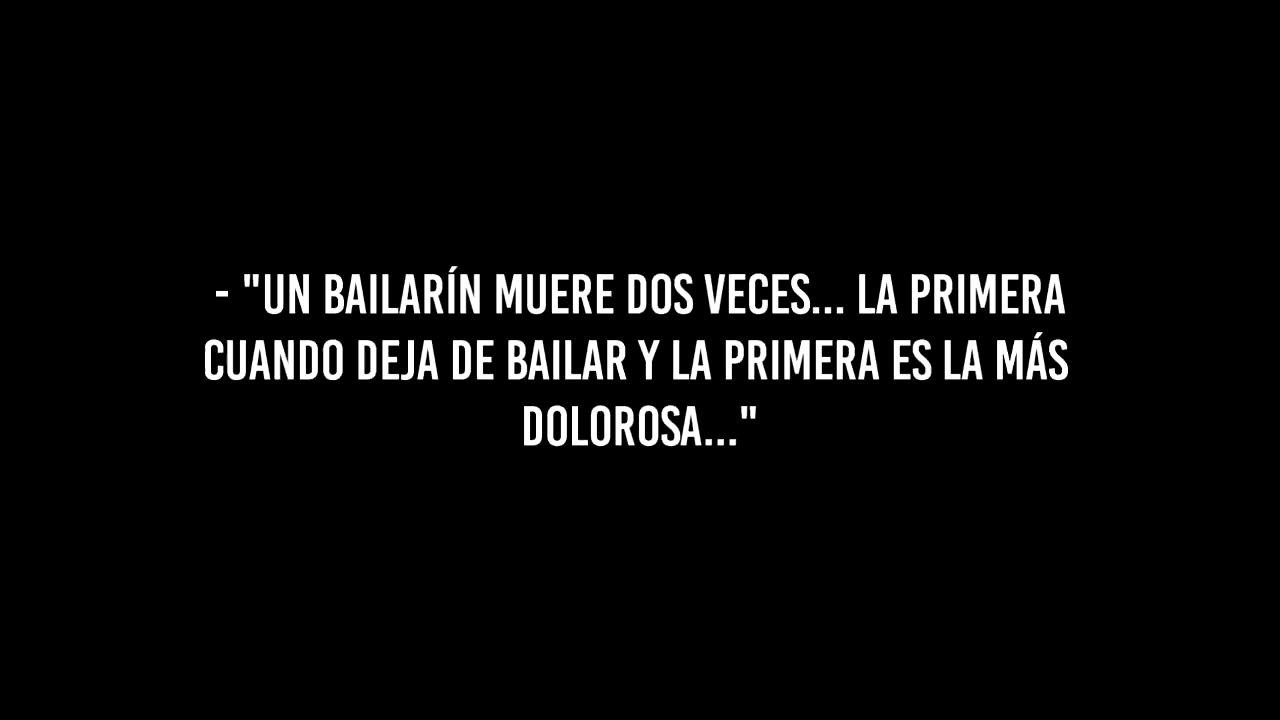 - "UN BAILARÍN MUERE DOS VECES... LA PRIMERA
CUANDO DEJA DE BAILAR Y LA PRIMERA ES LA MÁS
DOLOROSA..."